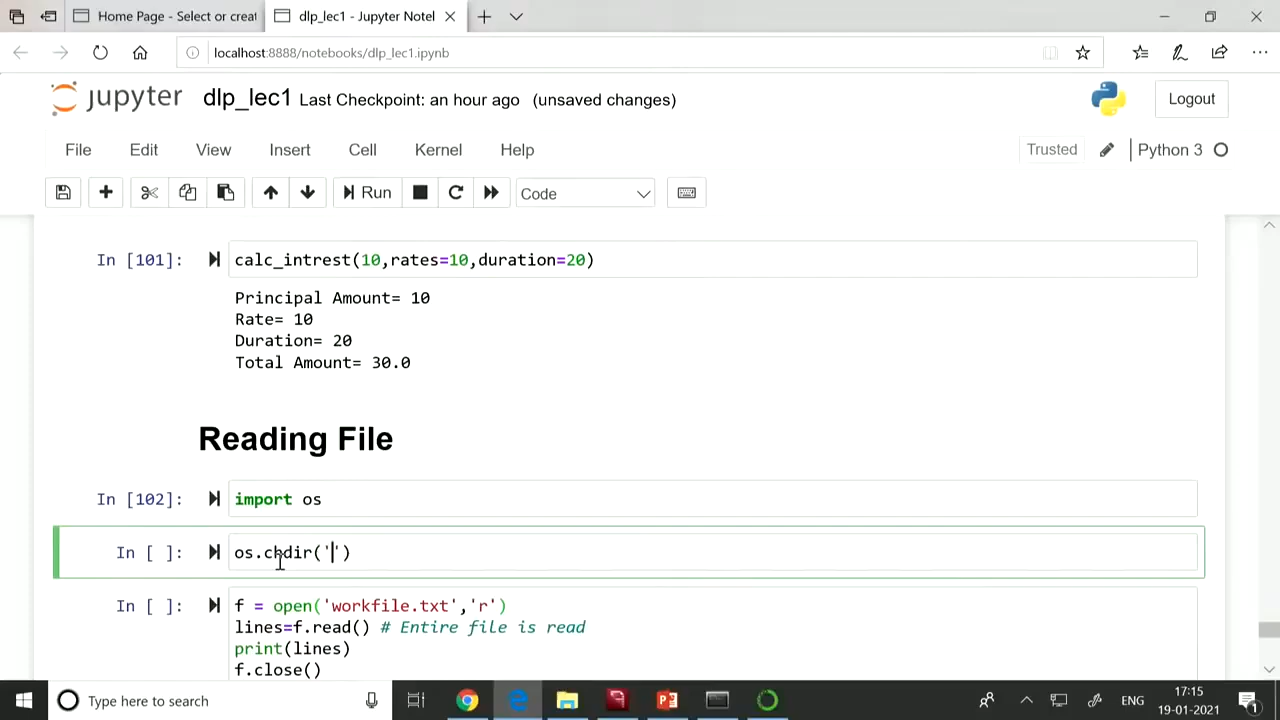 Home Page - Select or creat
dlp_lec1 - Jupyter Notel
localhost:8888/notebooks/dlp_lec1.ipynb
jupyter dlp_lec1 Last Checkpoint: an hour ago (unsaved changes)
Logout
File Edit View Insert Cell Kernel Help
Trusted Python 3
Run Code
In [101]: calc_intrest(10,rates=10,duration=20)
Principal Amount= 10
Rate= 10
Duration= 20
Total Amount= 30.0
Reading File
In [102]: import os
In [ ]: os.chdir('')
In [ ]: f = open('workfile.txt','r')
lines=f.read() # Entire file is read
print(lines)
f.close()
Type here to search
ENG
17:15
19-01-2021
1